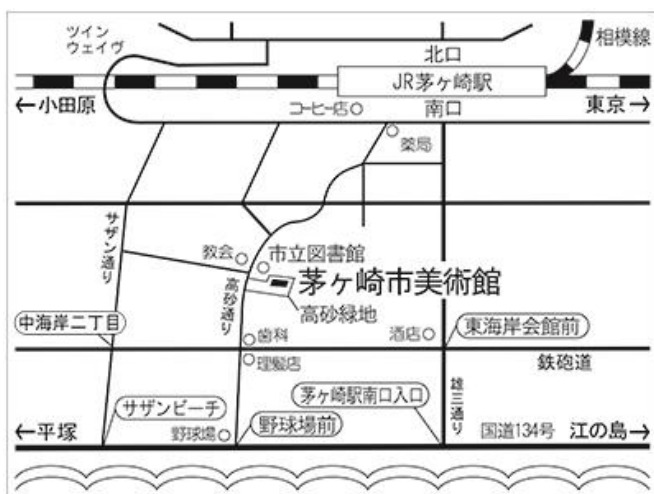 ツイン
ウェイヴ
北口
相模線
JR茅ヶ崎駅
←小田原
コーヒー店
南口
東京→
薬局
サザン通り
教会
市立図書館
茅ヶ崎市美術館
高砂通り
高砂緑地
中海岸二丁目
歯科
酒店
東海岸会館前
理髪店
鉄砲道
サザンビーチ
茅ヶ崎駅南口入口
雄三通り
←平塚
野球場
野球場前
国道134号
江の島→